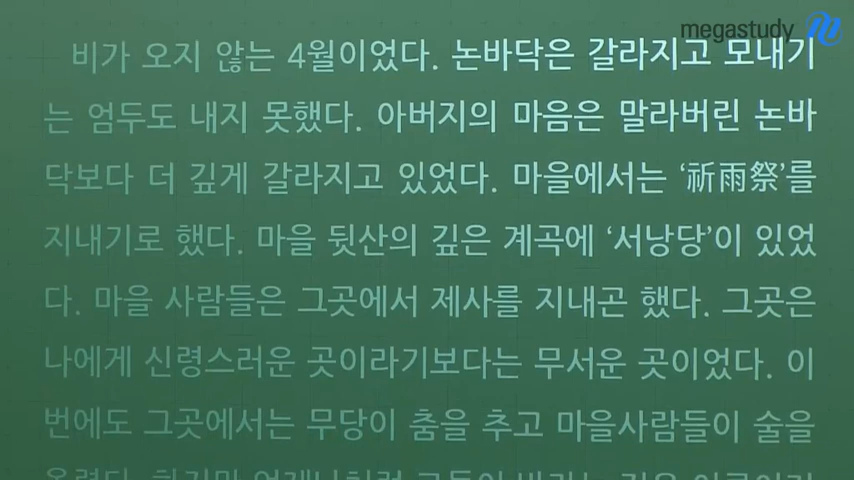 megastudy
비가 오지 않는 4월이었다. 논바닥은 갈라지고 모내기
는 엄두도 내지 못했다. 아버지의 마음은 말라버린 논바
닥보다 더 깊게 갈라지고 있었다. 마을에서는 ‘祈雨祭’를
지내기로 했다. 마을 뒷산의 깊은 계곡에 ‘서낭당’이 있었
다. 마을 사람들은 그곳에서 제사를 지내곤 했다. 그곳은
나에게 신령스러운 곳이라기보다는 무서운 곳이었다. 이
번에도 그곳에서는 무당이 춤을 추고 마을사람들이 술을